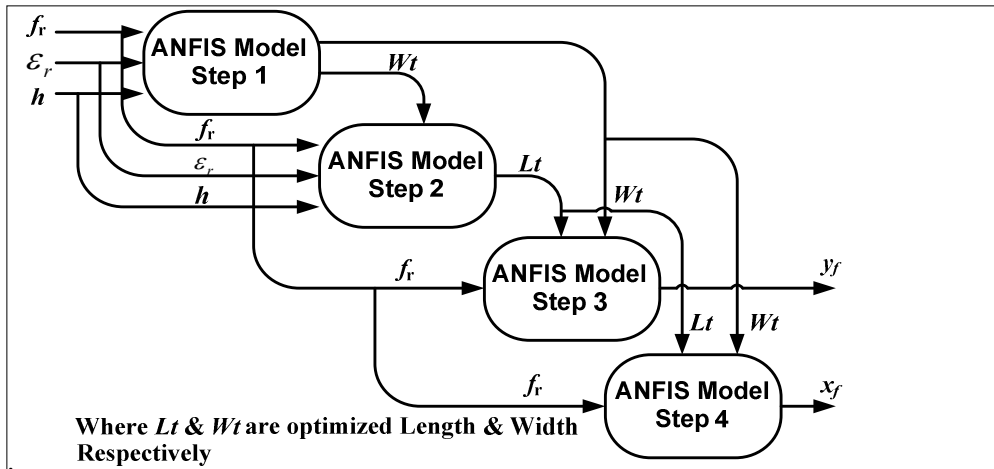 fr
εr
h
ANFIS Model
Step 1
Wt
fr
εr
h
ANFIS Model
Step 2
Lt
Wt
fr
ANFIS Model
Step 3
yf
Lt
Wt
fr
ANFIS Model
Step 4
xf
Where Lt & Wt are optimized Length & Width
Respectively